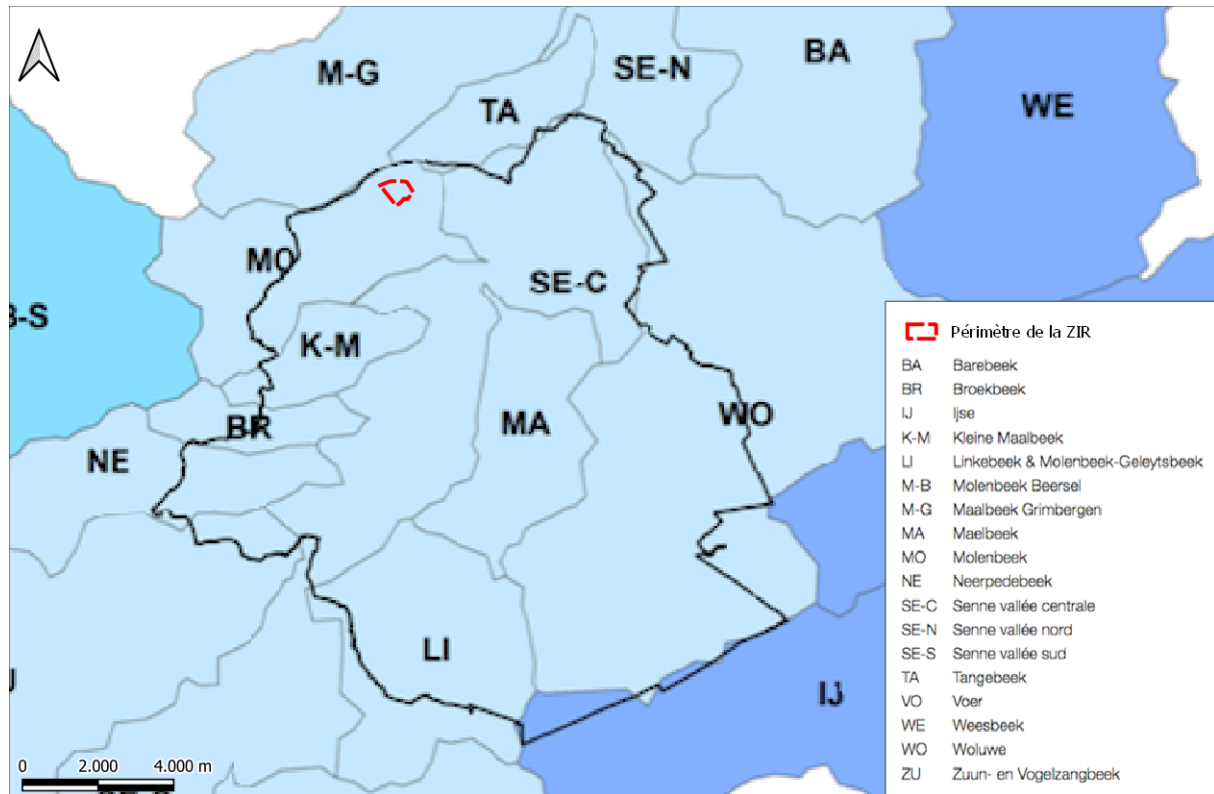 M-G
TA
SE-N
BA
WE
MO
SE-C
B-S
K-M
BR
MA
WO
NE
LI
IJ
0 2.000 4.000 m
Périmètre de la ZIR
BA Barebeek
BR Broekbeek
IJ Ijse
K-M Kleine Maalbeek
LI Linkebeek & Molenbeek-Geleytsbeek
M-B Molenbeek Beersel
M-G Maalbeek Grimbergen
MA Maelbeek
MO Molenbeek
NE Neerpedebeek
SE-C Senne vallée centrale
SE-N Senne vallée nord
SE-S Senne vallée sud
TA Tangebeek
VO Voer
WE Weesbeek
WO Woluwe
ZU Zuun- en Vogelzangbeek